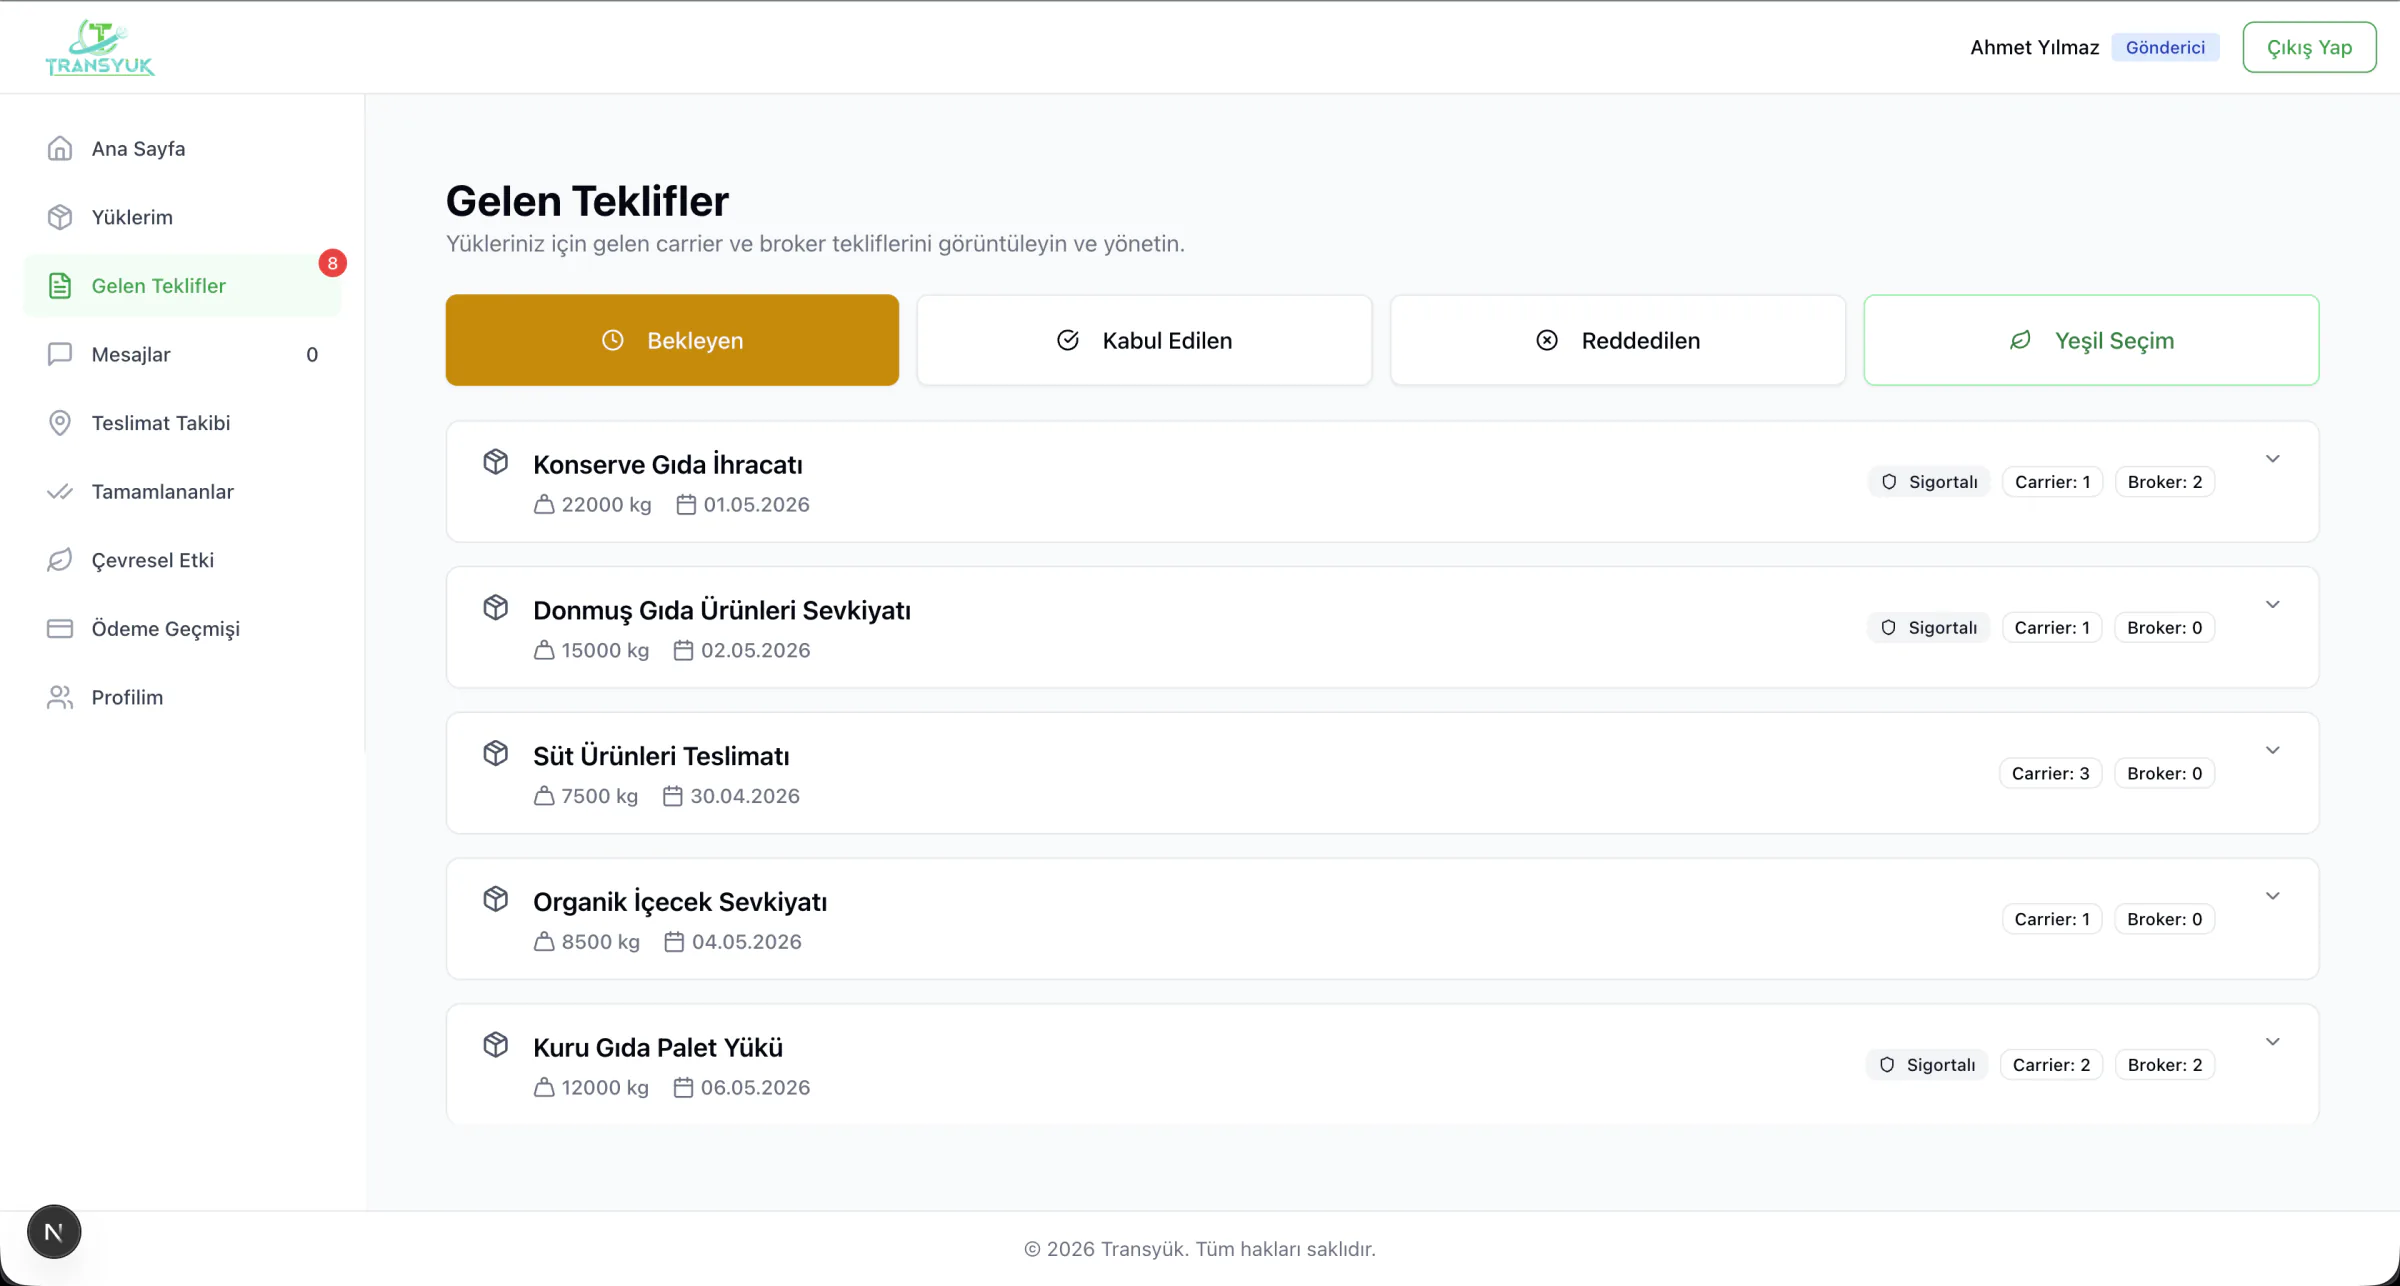 TRANSYUK
Ahmet Yılmaz
Gönderici
Çıkış Yap
Ana Sayfa
Yüklerim
Gelen Teklifler
8
Mesajlar
0
Teslimat Takibi
Tamamlananlar
Çevresel Etki
Ödeme Geçmişi
Profilim
Gelen Teklifler
Yükleriniz için gelen carrier ve broker tekliflerini görüntüleyin ve yönetin.
Bekleyen
Kabul Edilen
Reddedilen
Yeşil Seçim
Konserve Gıda İhracatı
22000 kg
01.05.2026
Sigortalı
Carrier: 1
Broker: 2
Donmuş Gıda Ürünleri Sevkiyatı
15000 kg
02.05.2026
Sigortalı
Carrier: 1
Broker: 0
Süt Ürünleri Teslimatı
7500 kg
30.04.2026
Carrier: 3
Broker: 0
Organik İçecek Sevkiyatı
8500 kg
04.05.2026
Carrier: 1
Broker: 0
Kuru Gıda Palet Yükü
12000 kg
06.05.2026
Sigortalı
Carrier: 2
Broker: 2
N
© 2026 Transyük. Tüm hakları saklıdır.